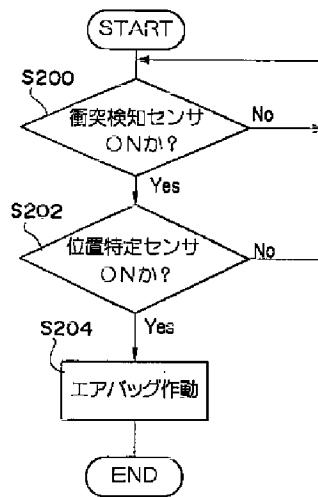 START
S200
衝突検知センサ
ONか?
No
Yes
S202
位置特定センサ
ONか?
No
Yes
S204
エアバッグ作動
END